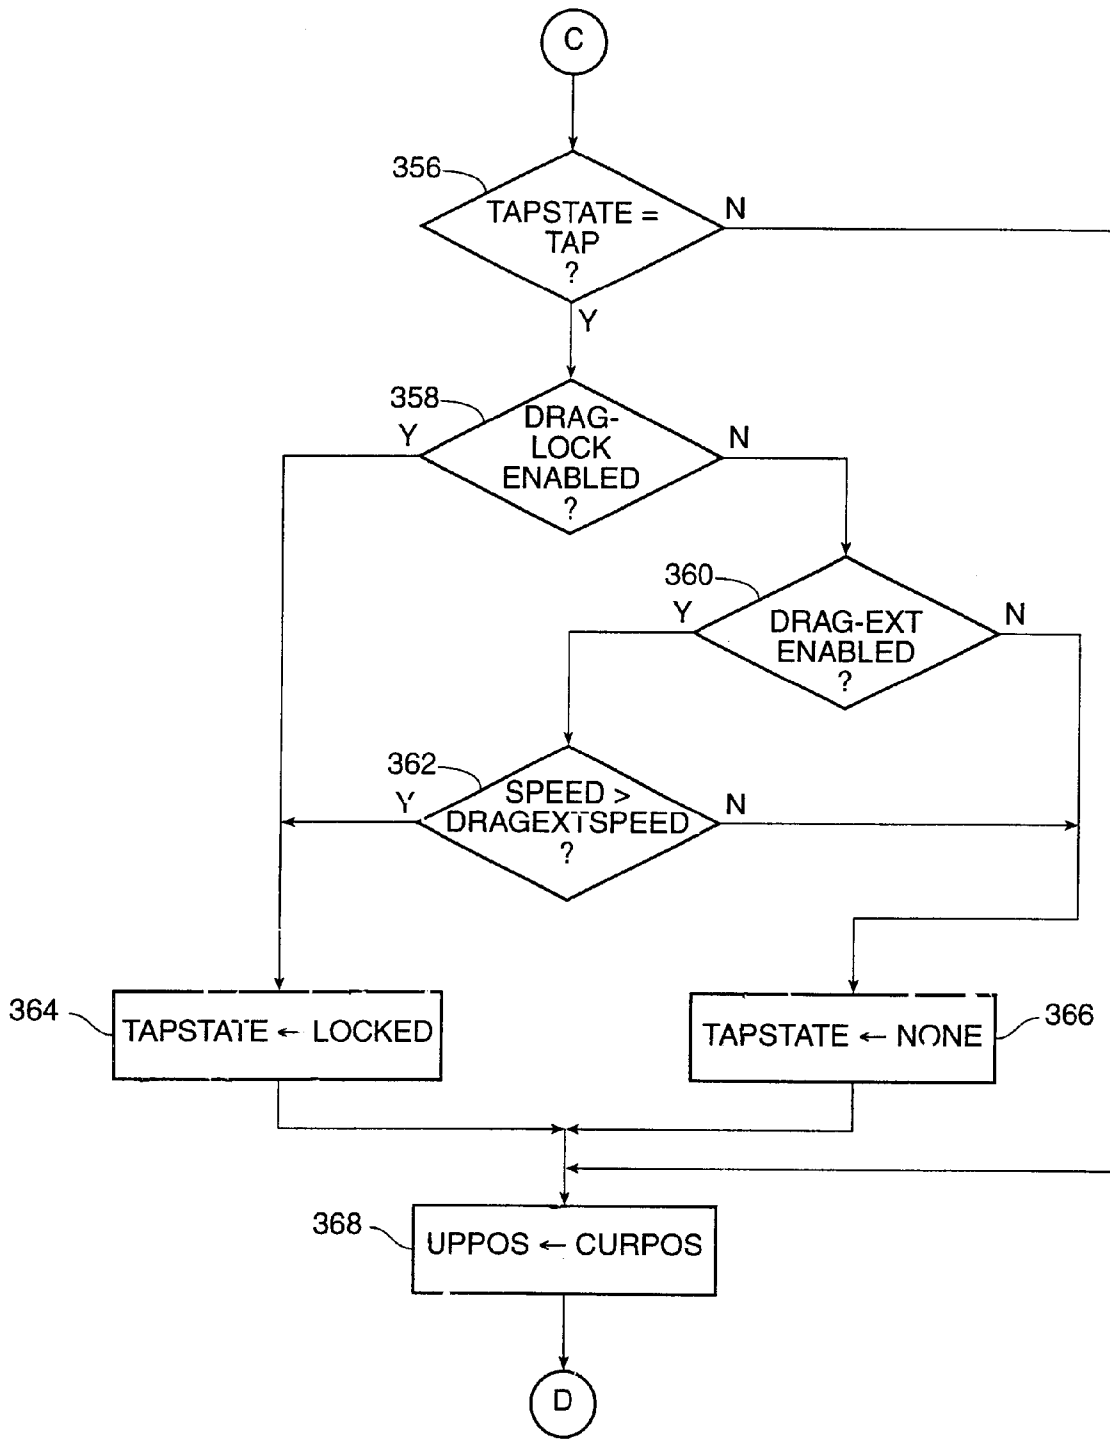 C
356
TAPSTATE =
TAP
?
N
Y
358
DRAG-
LOCK
ENABLED
?
Y
N
360
DRAG-EXT
ENABLED
?
Y
N
362
SPEED >
DRAGEXTSPEED
?
Y
N
364
TAPSTATE ← LOCKED
TAPSTATE ← NONE
366
368
UPPOS ← CURPOS
D